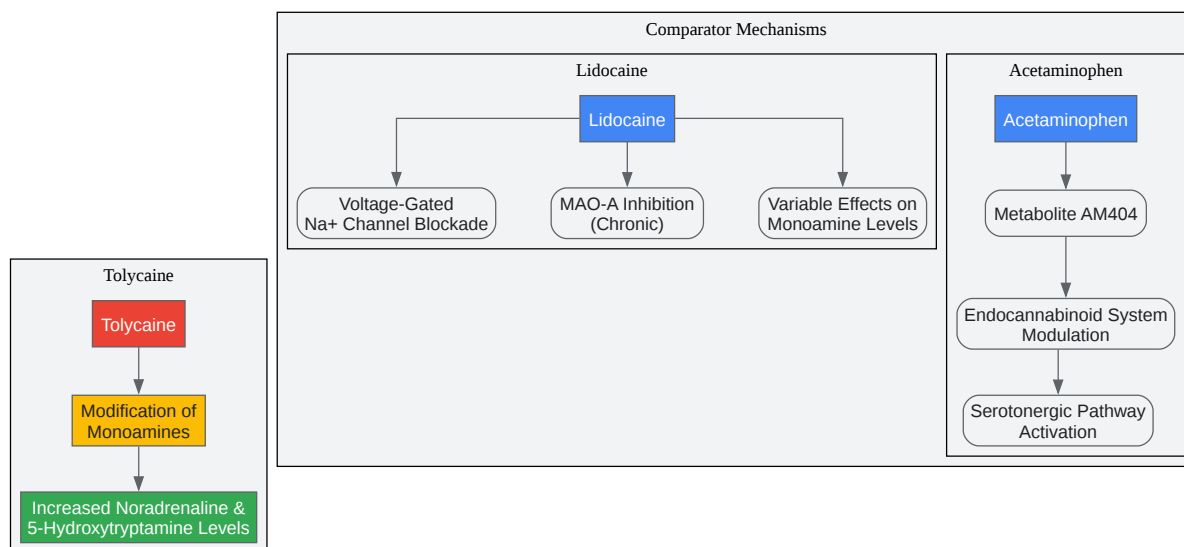 Comparator Mechanisms
Lidocaine
Lidocaine
Voltage-Gated
Na+ Channel Blockade
MAO-A Inhibition
(Chronic)
Variable Effects on
Monoamine Levels
Acetaminophen
Acetaminophen
Metabolite AM404
Endocannabinoid System
Modulation
Serotonergic Pathway
Activation
Tolycaine
Tolycaine
Modification of
Monoamines
Increased Noradrenaline &
5-Hydroxytryptamine Levels